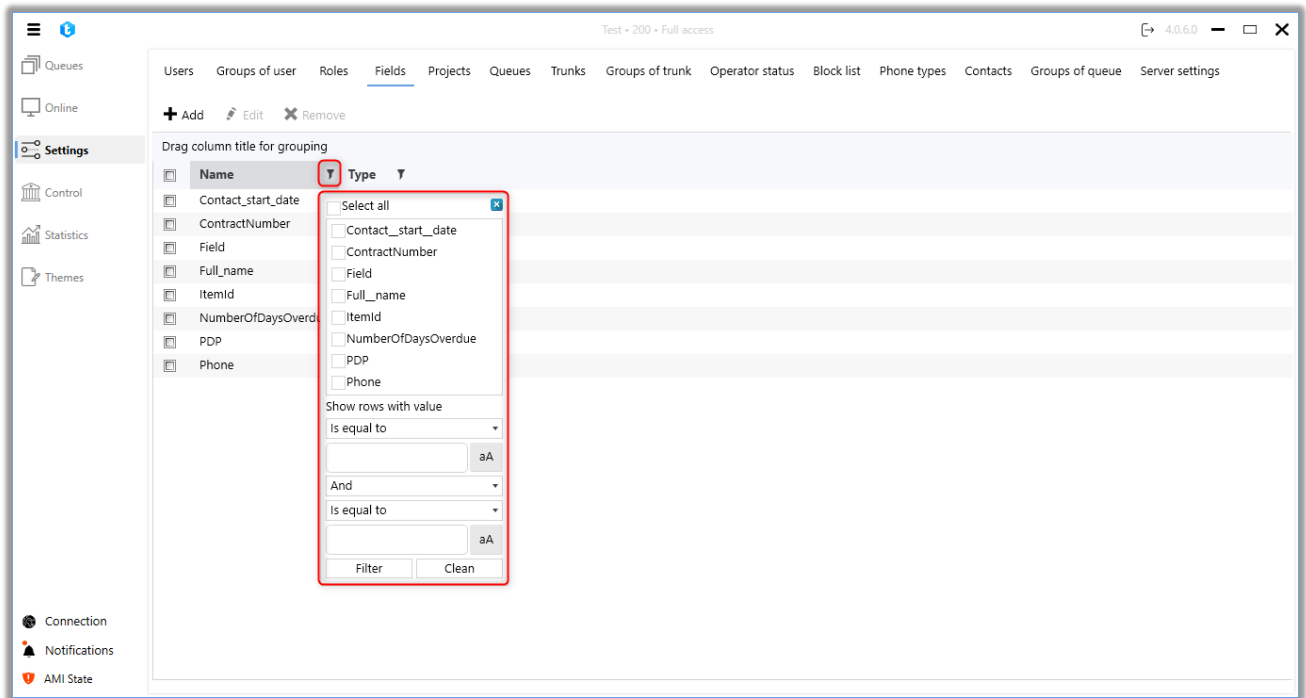 Test • 200 • Full access
4.0.6.0
Queues
Online
Settings
Control
Statistics
Themes
Connection
Notifications
AMI State
Users Groups of user Roles Fields Projects Queues Trunks Groups of trunk Operator status Block list Phone types Contacts Groups of queue Server settings
Add Edit Remove
Drag column title for grouping
Name Type
Contact_start_date
ContractNumber
Field
Full_name
ItemId
NumberOfDaysOverdu
PDP
Phone
Select all
Contact__start__date
ContractNumber
Field
Full__name
ItemId
NumberOfDaysOverdue
PDP
Phone
Show rows with value
Is equal to
aA
And
Is equal to
aA
Filter Clean